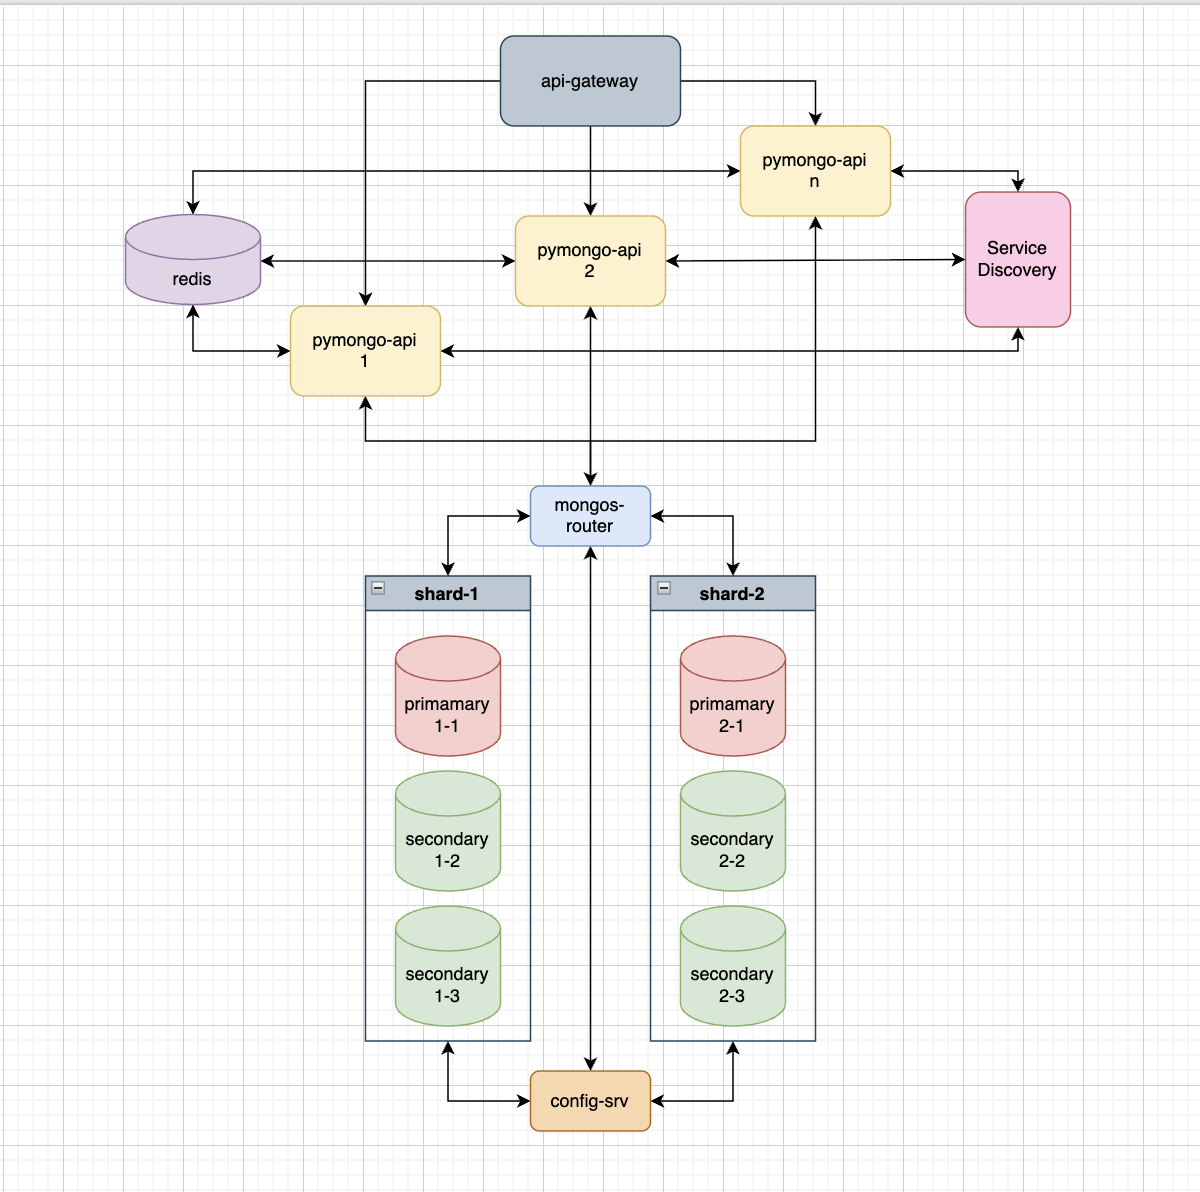 api-gateway
pymongo-api
n
pymongo-api
2
Service
Discovery
redis
pymongo-api
1
mongos-
router
shard-1
shard-2
primamary
1-1
primamary
2-1
secondary
1-2
secondary
2-2
secondary
1-3
secondary
2-3
config-srv